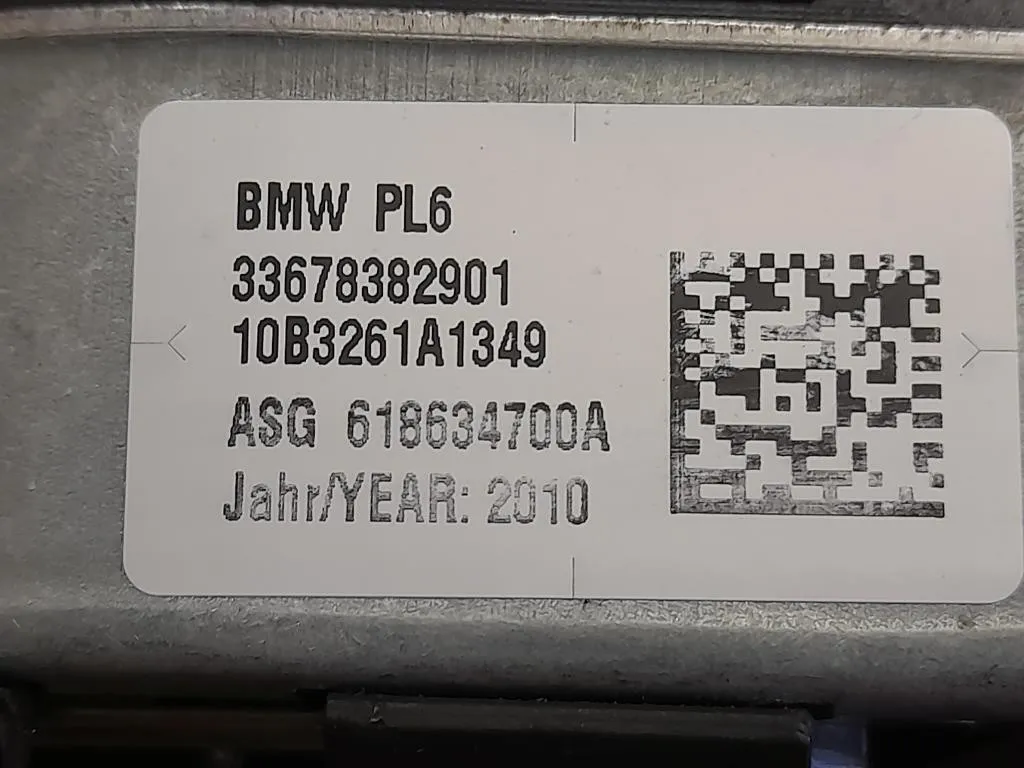 BMW PL6
33678382901
10B3261A1349
ASG 618634700A
Jahr/YEAR: 2010